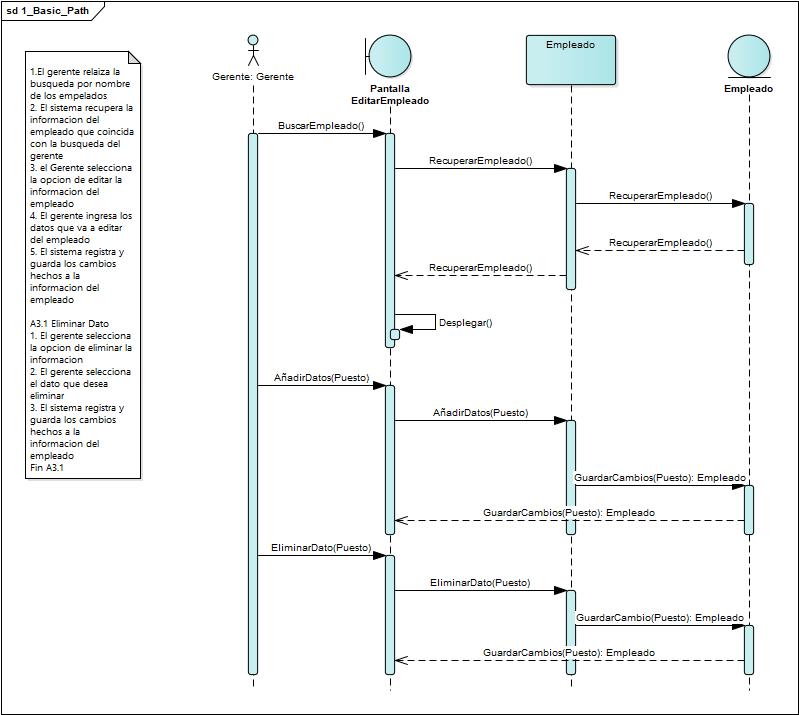 sd 1_Basic_Path
1.El gerente relaiza la
busqueda por nombre
de los empelados
2. El sistema recupera la
informacion del
empleado que coincida
con la busqueda del
gerente
3. el Gerente selecciona
la opcion de editar la
informacion del
empleado
4. El gerente ingresa los
datos que va a editar
del empleado
5. El sistema registra y
guarda los cambios
hechos a la
informacion del
empleado
A3.1 Eliminar Dato
1. El gerente selecciona
la opcion de eliminar la
informacion
2. El gerente selecciona
el dato que desea
eliminar
3. El sistema registra y
guarda los cambios
hechos a la
informacion del
empleado
Fin A3.1
Gerente: Gerente
Pantalla
EditarEmpleado
Empleado
Empleado
BuscarEmpleado()
RecuperarEmpleado()
RecuperarEmpleado()
RecuperarEmpleado()
RecuperarEmpleado()
Desplegar()
AñadirDatos(Puesto)
AñadirDatos(Puesto)
GuardarCambios(Puesto): Empleado
GuardarCambios(Puesto): Empleado
EliminarDato(Puesto)
EliminarDato(Puesto)
GuardarCambio(Puesto): Empleado
GuardarCambios(Puesto): Empleado